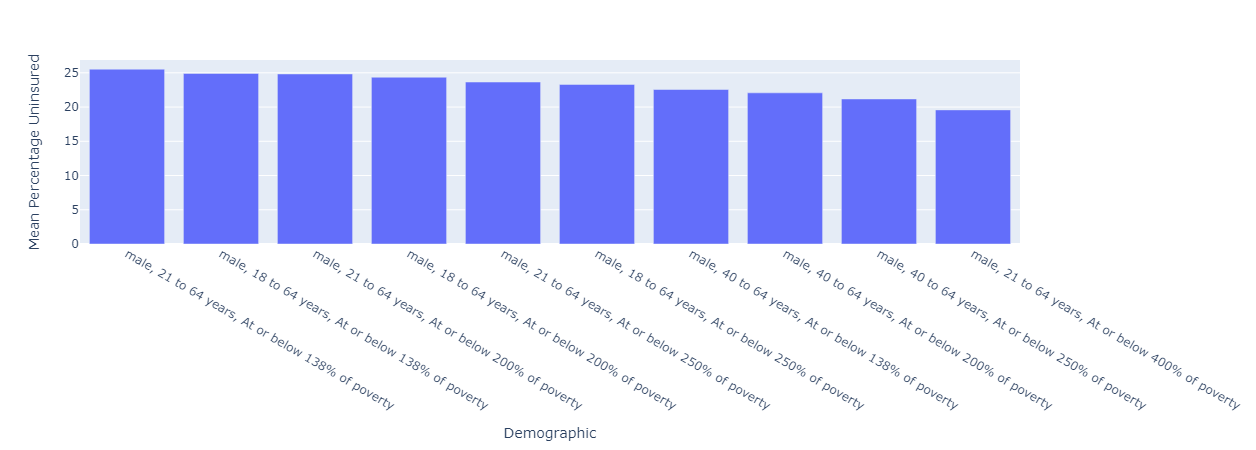 Mean Percentage Uninsured
25
20
15
10
5
0
male, 21 to 64 years, At or below 138% of poverty
male, 18 to 64 years, At or below 138% of poverty
male, 21 to 64 years, At or below 200% of poverty
male, 18 to 64 years, At or below 200% of poverty
male, 21 to 64 years, At or below 250% of poverty
male, 18 to 64 years, At or below 250% of poverty
male, 40 to 64 years, At or below 138% of poverty
male, 40 to 64 years, At or below 200% of poverty
male, 40 to 64 years, At or below 250% of poverty
male, 21 to 64 years, At or below 400% of poverty
Demographic